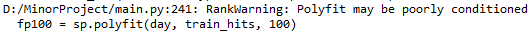 D:/MinorProject/main.py:241: RankWarning: Polyfit may be poorly conditioned
  fp100 = sp.polyfit(day, train_hits, 100)